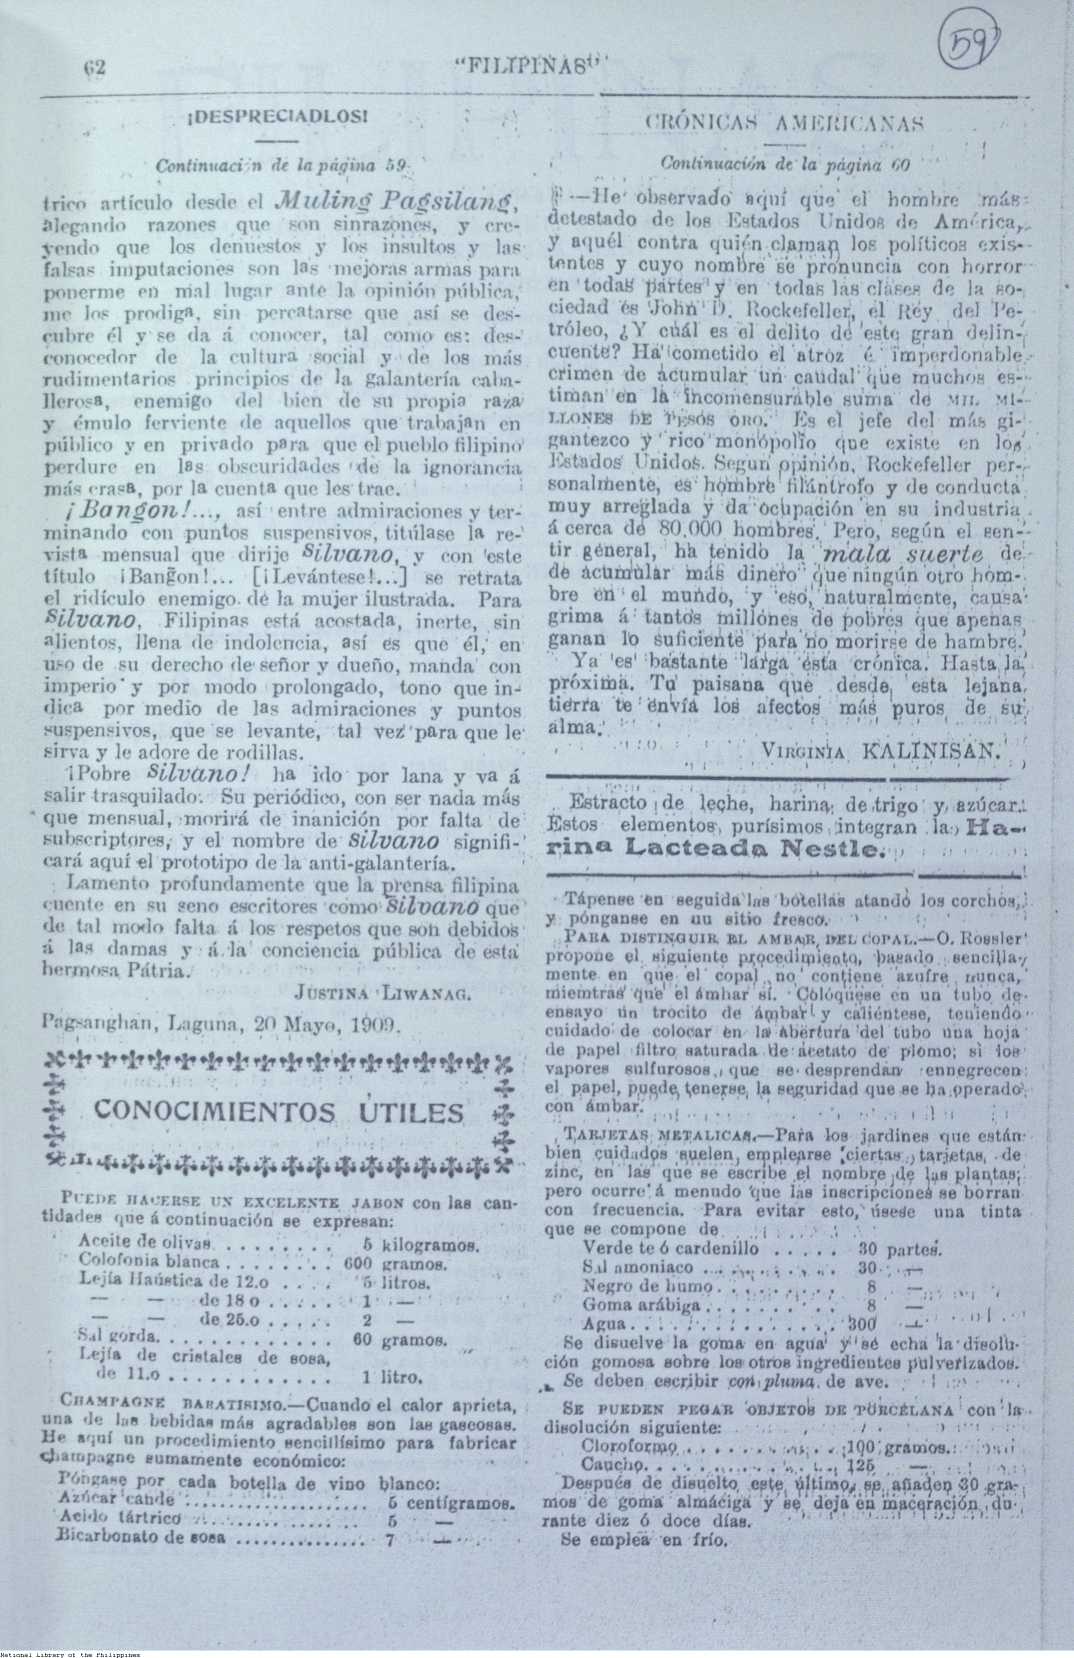 62
"FILIPINAS"
59
¡DESPRECIADLOS!
Continuación de la página 59
trico artículo desde el Muling Pagsilang,
alegando razones que son sinrazones, y cre-
yendo que los denuestos y los insultos y las
falsas imputaciones son las mejoras armas para
ponerme en mal lugar ante la opinión pública,
me los prodiga, sin percatarse que así se des-
cubre él y se da á conocer, tal como es: des-
conocedor de la cultura social y de los más
rudimentarios principios de la galantería caba-
llerosa, enemigo del bien de su propia raza
y émulo ferviente de aquellos que trabajan en
público y en privado para que el pueblo filipino
perdure en las obscuridades de la ignorancia
más crasa, por la cuenta que les trae.
¡Bangon!..., así entre admiraciones y ter-
minando con puntos suspensivos, titúlase la re-
vista mensual que dirije Silvano, y con este
título ¡Bang̃on!... [¡Levántese!...] se retrata
el ridículo enemigo de la mujer ilustrada. Para
Silvano, Filipinas está acostada, inerte, sin
alientos, llena de indolencia, así es que él, en
uso de su derecho de señor y dueño, manda con
imperio y por modo prolongado, tono que in-
dica por medio de las admiraciones y puntos
suspensivos, que se levante, tal vez para que le
sirva y le adore de rodillas.
¡Pobre Silvano! ha ido por lana y va á
salir trasquilado. Su periódico, con ser nada más
que mensual, morirá de inanición por falta de
subscriptores, y el nombre de Silvano signifi-
cará aquí el prototipo de la anti-galantería.
Lamento profundamente que la prensa filipina
cuente en su seno escritores como Silvano que
de tal modo falta á los respetos que son debidos
á las damas y á la conciencia pública de esta
hermosa Pátria.
JUSTINA LIWANAG.
Pagsanghan, Laguna, 20 Mayo, 1909.
CONOCIMIENTOS ÚTILES
PUEDE HACERSE UN EXCELENTE JABON con las can-
tidades que á continuación se expresan:
Aceite de olivas ........ 5 kilogramos.
Colofonia blanca ........ 600 gramos.
Lejía Haústica de 12.o .... 5 litros.
— — de 18 o ..... 1 —
— — de 25.o ..... 2 —
Sal gorda. ............ 60 gramos.
Lejía de cristales de sosa,
de 11.o ............ 1 litro.
CHAMPAGNE BARATISIMO.—Cuando el calor aprieta,
una de las bebidas más agradables son las gascosas.
He aquí un procedimiento sencillísimo para fabricar
champagne sumamente económico:
Póngase por cada botella de vino blanco:
Azúcar cande .................. 5 centígramos.
Acido tártrico .................. 5 —
Bicarbonato de sosa ............... 7 —
CRÓNICAS AMERICANAS
Continuación de la página 60
—He observado aquí que el hombre más
detestado de los Estados Unidos de América,
y aquél contra quién claman los políticos exis-
tentes y cuyo nombre se pronuncia con horror
en todas partes y en todas las clases de la so-
ciedad es John D. Rockefeller, el Rey del Pe-
tróleo, ¿Y cuál es el delito de este gran delin-
cuente? Ha cometido el atroz é imperdonable
crimen de acumular un caudal que muchos es-
timan en la incomensurable suma de MIL MI-
LLONES DE PESOS ORO. Es el jefe del más gi-
gantezco y rico monópolio que existe en los
Estados Unidos. Segun opinión, Rockefeller per-
sonalmente, es hombre filántrofo y de conducta
muy arreglada y da ocupación en su industria
á cerca de 80.000 hombres. Pero, según el sen-
tir géneral, ha tenido la mala suerte de
de acumular más dinero que ningún otro hom-
bre en el mundo, y eso, naturalmente, causa
grima á tantos millónes de pobres que apenas
ganan lo suficiente para no morirse de hambre.
Ya es bastante larga esta crónica. Hasta la
próxima. Tu paisana que desde esta lejana
tierra te envía los afectos más puros de su
alma.
VIRGINIA KALINISAN.
Estracto de leche, harina de trigo y azúcar.
Estos elementos, purísimos integran la Ha-
rina Lacteada Nestle.
Tápense en seguida las botellas atando los corchos,
y pónganse en un sitio fresco.
PARA DISTINGUIR EL AMBAR DEL COPAL.—O. Rossler
propone el siguiente procedimiento, basado sencilla-
mente en que el copal no contiene azufre nunca,
miemtras que el ámbar sí. Colóquese en un tubo de
ensayo un trocito de ámbar y caliéntese, teniendo
cuidado de colocar en la abertura del tubo una hoja
de papel filtro saturada de acetato de plomo; si los
vapores sulfurosos, que se desprendan ennegrecen
el papel, puede tenerse la seguridad que se ha operado
con ámbar.
TARJETAS METALICAS.—Para los jardines que están
bien cuidados suelen emplearse ciertas tarjetas de
zinc, en las que se escribe el nombre de las plantas;
pero ocurre á menudo que las inscripciones se borran
con frecuencia. Para evitar esto, úsese una tinta
que se compone de
Verde te ó cardenillo ..... 30 partes.
Sal amoniaco .......... 30 —
Negro de humo. ......... 8 —
Goma arábiga .......... 8 —
Agua ............... 300 —
Se disuelve la goma en agua y se echa la disolu-
ción gomosa sobre los otros ingredientes pulverizados.
Se deben escribir con pluma de ave.
SE PUEDEN PEGAR OBJETOS DE PORCELANA con la
disolución siguiente:
Cloroformo ............ 100 gramos.
Caucho. ............. 125 —
Después de disuelto este último, se añaden 30 gra-
mos de goma almáciga y se deja en maceración du-
rante diez ó doce días.
Se emplea en frío.
National Library of the Philippines